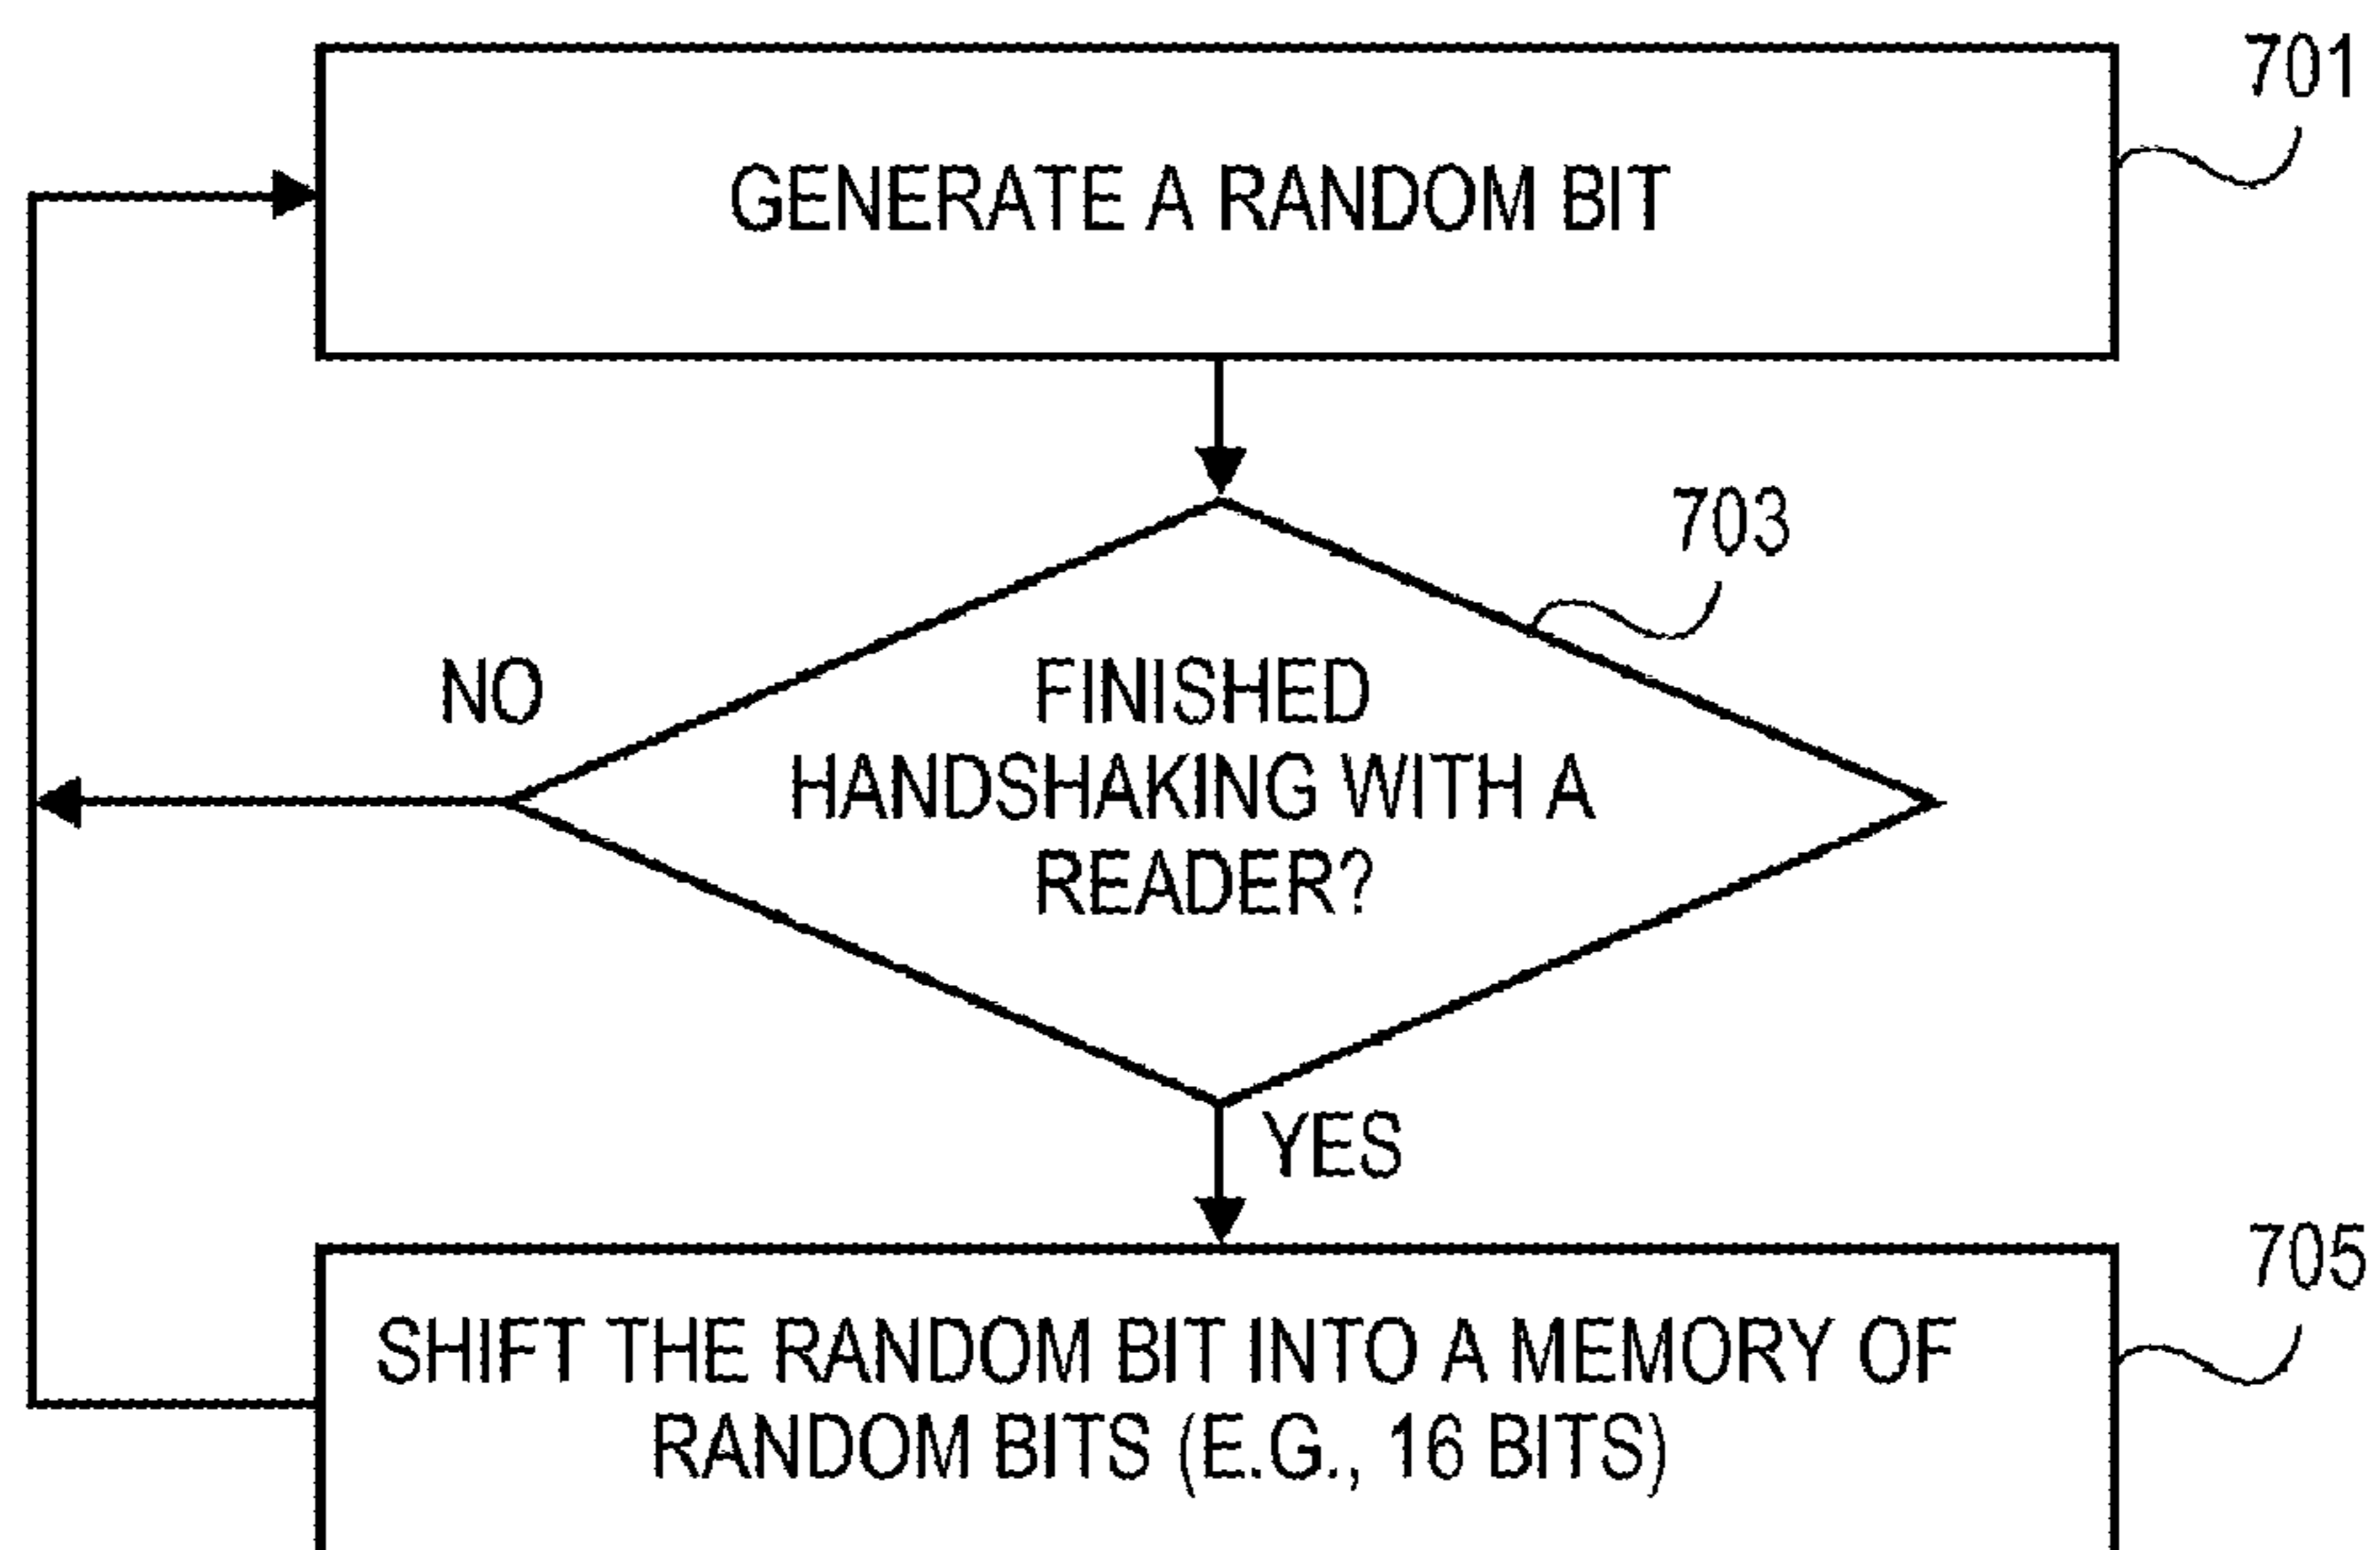 701
GENERATE A RANDOM BIT
703
NO
FINISHED
HANDSHAKING WITH A
READER?
YES
705
SHIFT THE RANDOM BIT INTO A MEMORY OF
RANDOM BITS (E.G., 16 BITS)